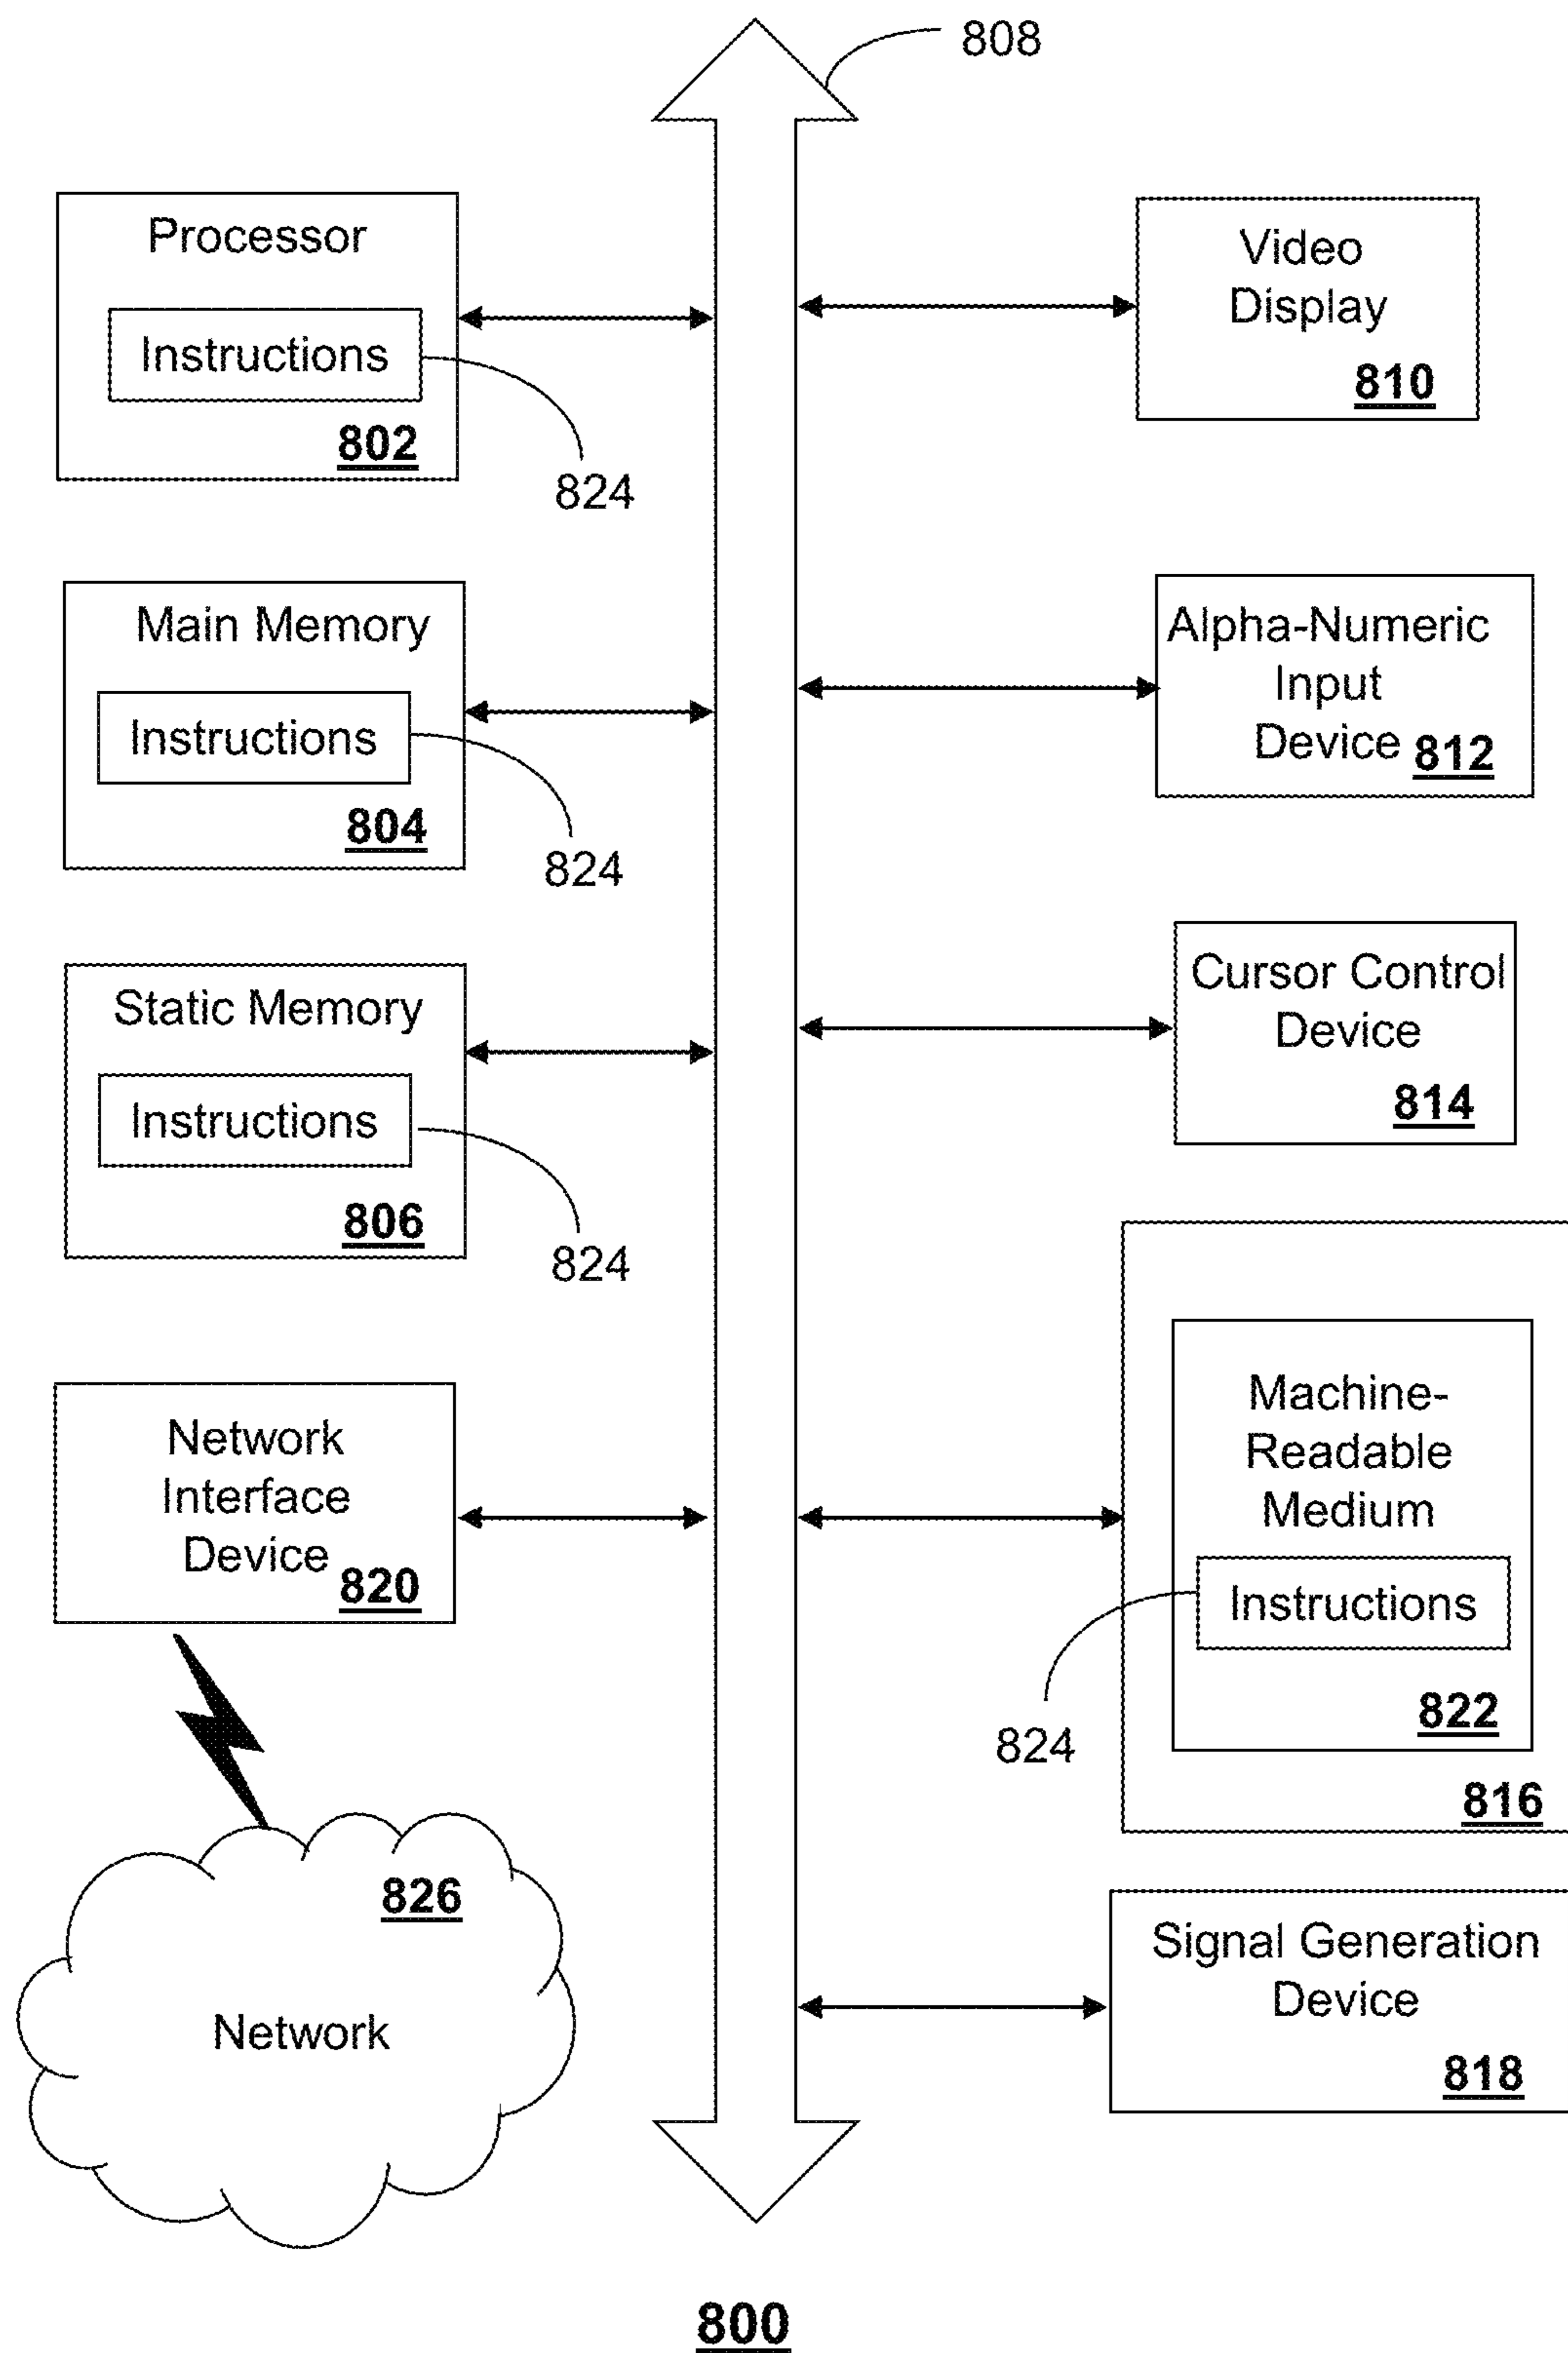 808
Processor
Instructions
802
824
Main Memory
Instructions
804
824
Static Memory
Instructions
806
824
Network
Interface
Device
820
826
Network
Video
Display
810
Alpha-Numeric
Input
Device 812
Cursor Control
Device
814
Machine-
Readable
Medium
Instructions
824
822
816
Signal Generation
Device
818
800